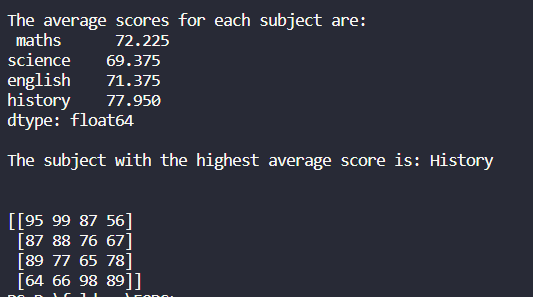 The average scores for each subject are:
 maths      72.225
science    69.375
english    71.375
history    77.950
dtype: float64
The subject with the highest average score is: History
[[95 99 87 56]
 [87 88 76 67]
 [89 77 65 78]
 [64 66 98 89]]